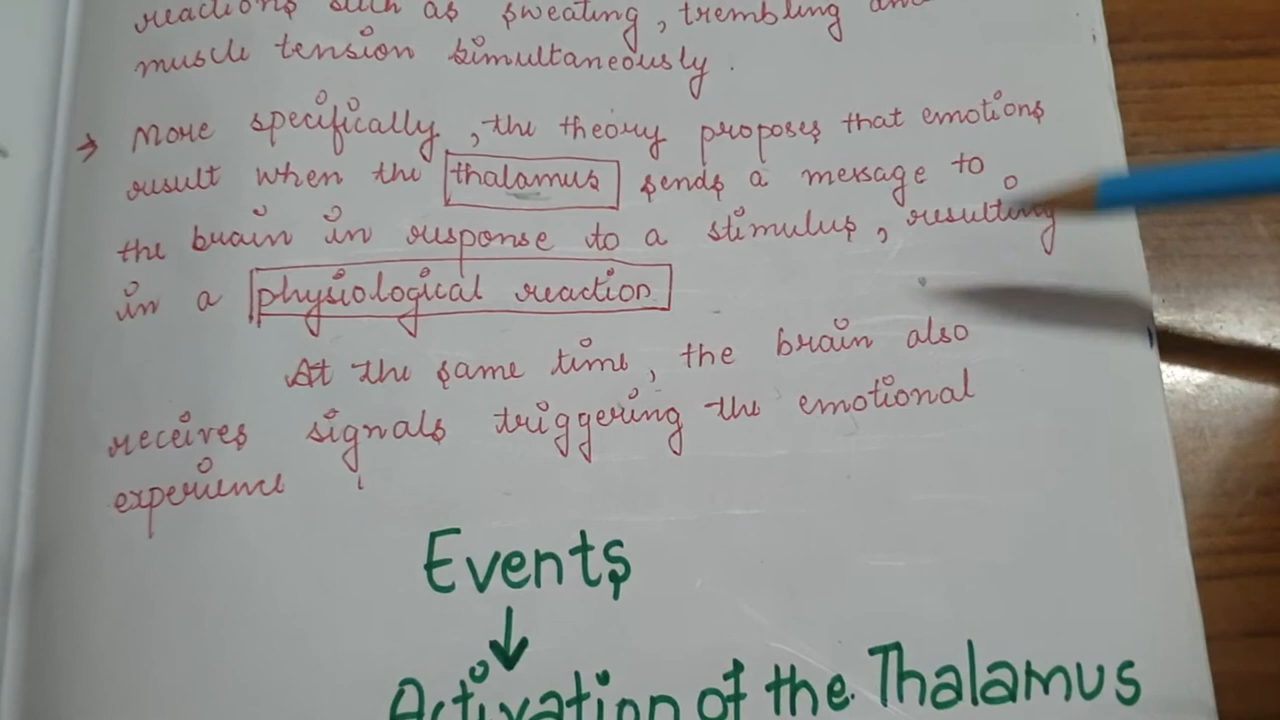 reactions such as sweating, trembling and
muscle tension simultaneously.
→ More specifically, the theory proposes that emotions
result when the thalamus sends a message to
the brain in response to a stimulus, resulting
in a physiological reaction
At the same time, the brain also
receives signals triggering the emotional
experience
Events
↓
Activation of the Thalamus